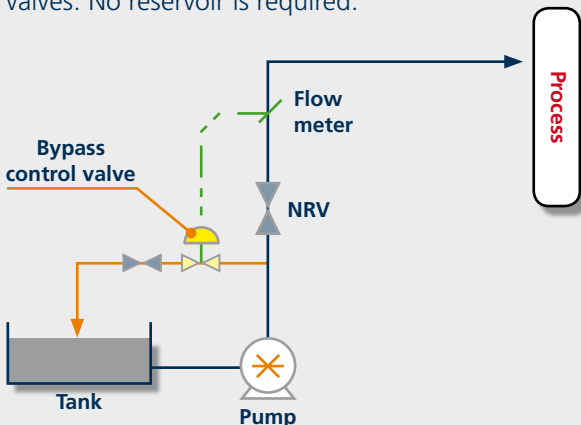 valves. No reservoir is required.
Flow
meter
Process
Bypass
control valve
NRV
Tank
Pump